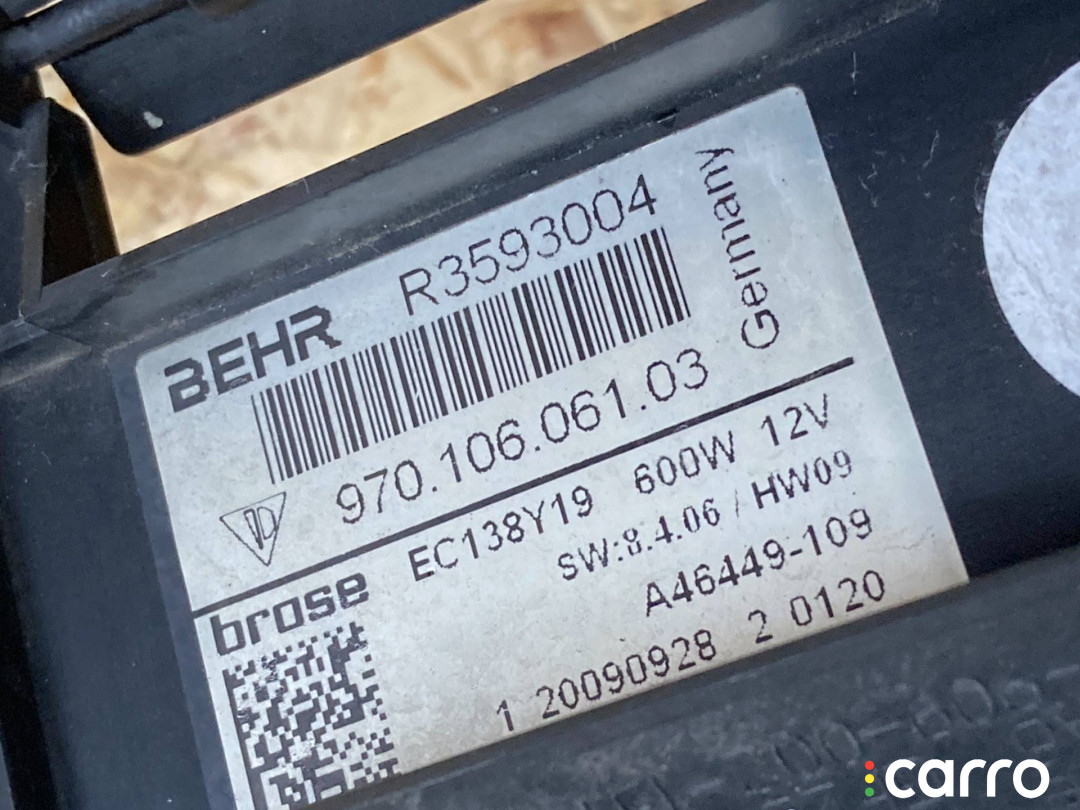 BEHR R3593004
Germany
970.106.061.03
EC138Y19 600W 12V
SW:8.4.06 / HW09
A46449-109
brose
1 20090928 2 0120
carro